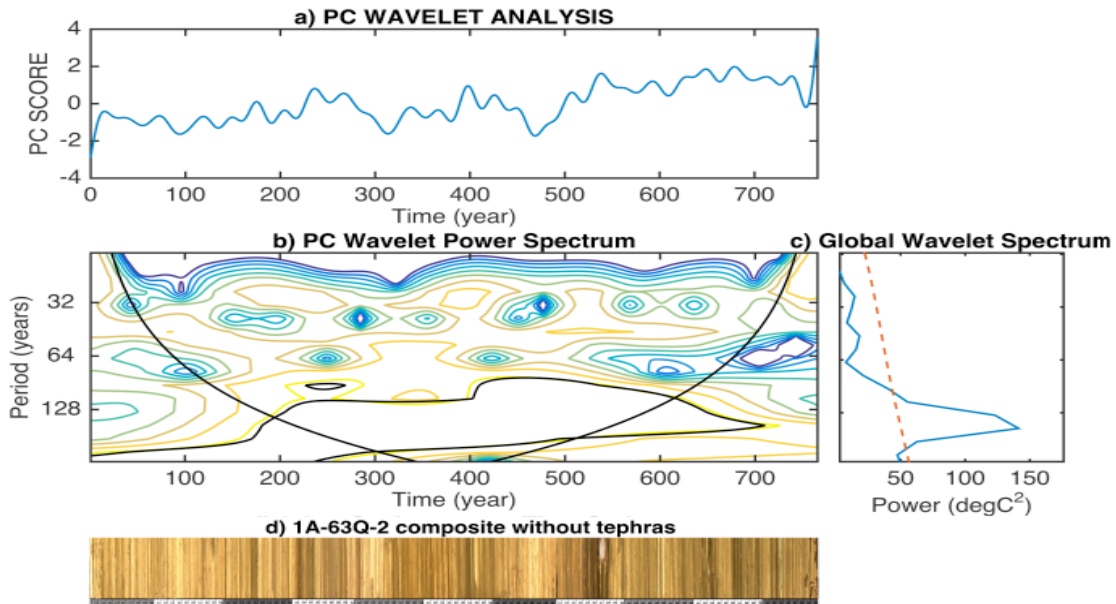 a) PC WAVELET ANALYSIS
4
2
0
-2
-4
PC SCORE
0 100 200 300 400 500 600 700
Time (year)
b) PC Wavelet Power Spectrum
32
64
128
Period (years)
0 100 200 300 400 500 600 700
Time (year)
c) Global Wavelet Spectrum
50 100 150
Power (degC²)
d) 1A-63Q-2 composite without tephras